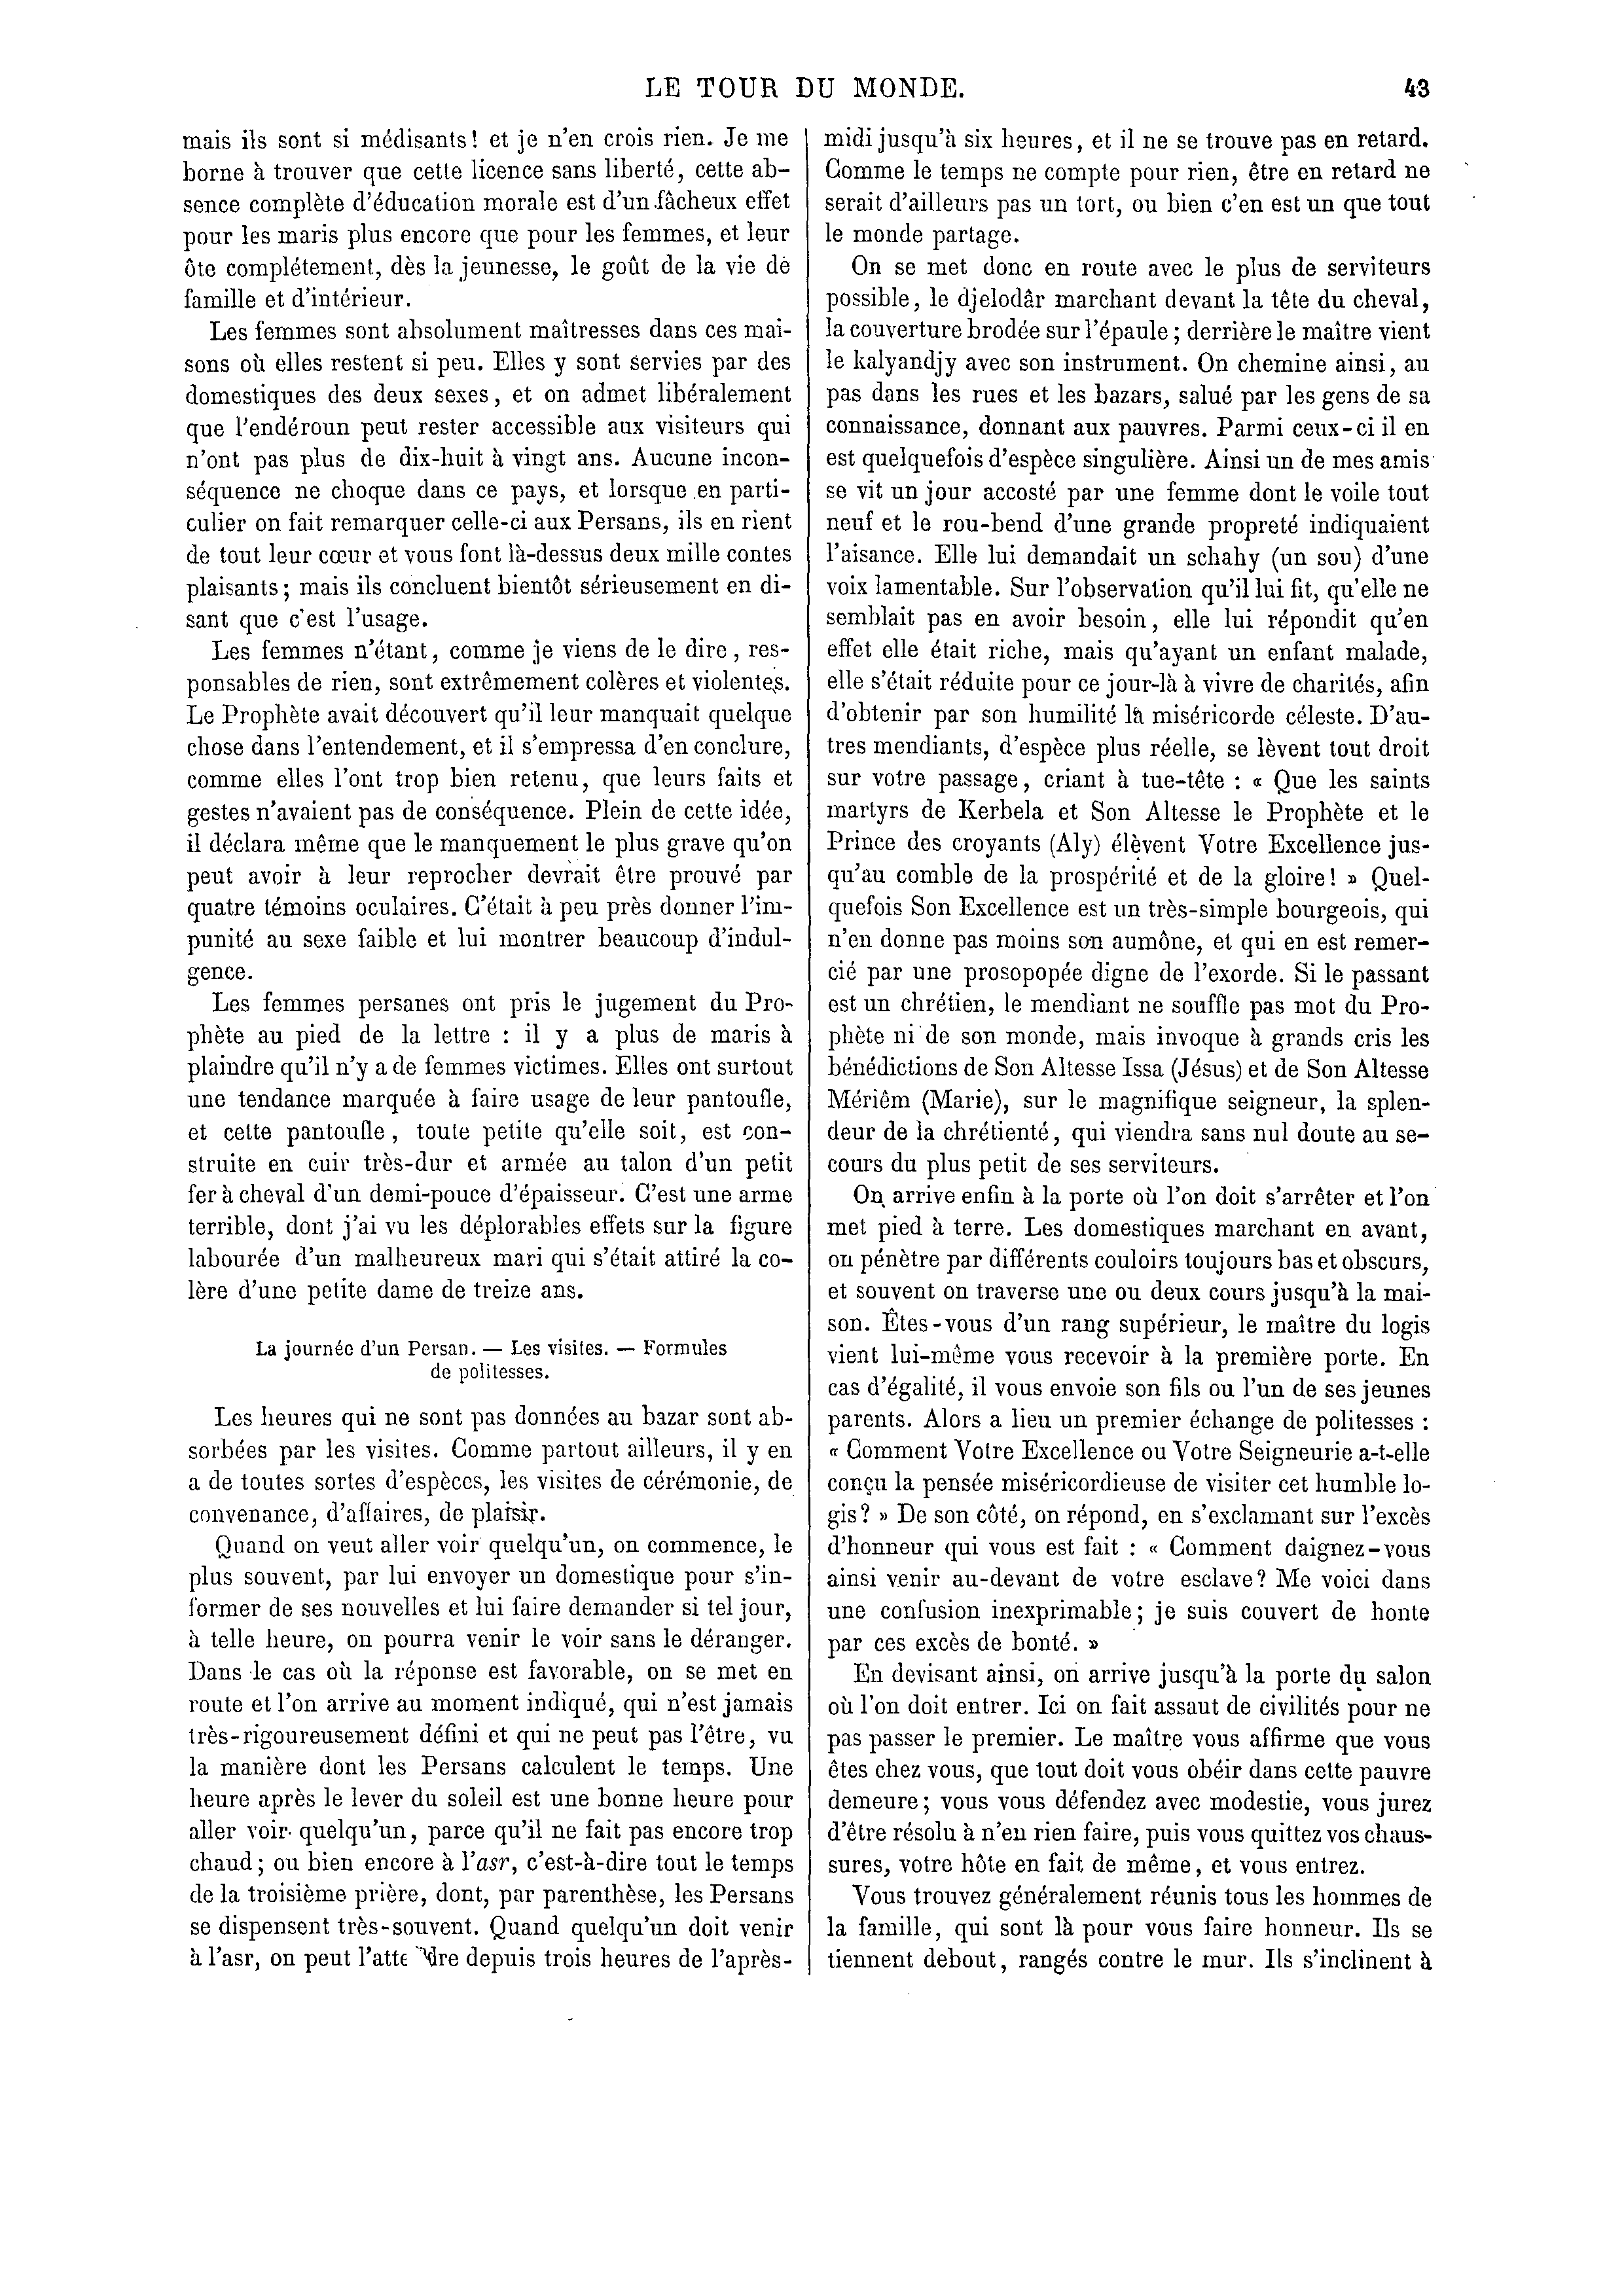 LE TOUR DU MONDE.
43
mais ils sont si médisants! et je n'en crois rien. Je me
borne à trouver que cette licence sans liberté, cette ab-
sence complète d'éducation morale est d'un fâcheux effet
pour les maris plus encore que pour les femmes, et leur
ôte complétement, dès la jeunesse, le goût de la vie de
famille et d'intérieur.
Les femmes sont absolument maîtresses dans ces mai-
sons où elles restent si peu. Elles y sont servies par des
domestiques des deux sexes, et on admet libéralement
que l'endéroun peut rester accessible aux visiteurs qui
n'ont pas plus de dix-huit à vingt ans. Aucune incon-
séquence ne choque dans ce pays, et lorsque en parti-
culier on fait remarquer celle-ci aux Persans, ils en rient
de tout leur cœur et vous font là-dessus deux mille contes
plaisants; mais ils concluent bientôt sérieusement en di-
sant que c'est l'usage.
Les femmes n'étant, comme je viens de le dire, res-
ponsables de rien, sont extrêmement colères et violentes.
Le Prophète avait découvert qu'il leur manquait quelque
chose dans l'entendement, et il s'empressa d'en conclure,
comme elles l'ont trop bien retenu, que leurs faits et
gestes n'avaient pas de conséquence. Plein de cette idée,
il déclara même que le manquement le plus grave qu'on
peut avoir à leur reprocher devrait être prouvé par
quatre témoins oculaires. C'était à peu près donner l'im-
punité au sexe faible et lui montrer beaucoup d'indul-
gence.
Les femmes persanes ont pris le jugement du Pro-
phète au pied de la lettre : il y a plus de maris à
plaindre qu'il n'y a de femmes victimes. Elles ont surtout
une tendance marquée à faire usage de leur pantoufle,
et cette pantoufle, toute petite qu'elle soit, est con-
struite en cuir très-dur et armée au talon d'un petit
fer à cheval d'un demi-pouce d'épaisseur. C'est une arme
terrible, dont j'ai vu les déplorables effets sur la figure
labourée d'un malheureux mari qui s'était attiré la co-
lère d'une petite dame de treize ans.
La journée d'un Persan. — Les visites. — Formules
de politesses.
Les heures qui ne sont pas données au bazar sont ab-
sorbées par les visites. Comme partout ailleurs, il y en
a de toutes sortes d'espèces, les visites de cérémonie, de
convenance, d'affaires, de plaisir.
Quand on veut aller voir quelqu'un, on commence, le
plus souvent, par lui envoyer un domestique pour s'in-
former de ses nouvelles et lui faire demander si tel jour,
à telle heure, on pourra venir le voir sans le déranger.
Dans le cas où la réponse est favorable, on se met en
route et l'on arrive au moment indiqué, qui n'est jamais
très-rigoureusement défini et qui ne peut pas l'être, vu
la manière dont les Persans calculent le temps. Une
heure après le lever du soleil est une bonne heure pour
aller voir quelqu'un, parce qu'il ne fait pas encore trop
chaud; ou bien encore à l'asr, c'est-à-dire tout le temps
de la troisième prière, dont, par parenthèse, les Persans
se dispensent très-souvent. Quand quelqu'un doit venir
à l'asr, on peut l'attendre depuis trois heures de l'après-
midi jusqu'à six heures, et il ne se trouve pas en retard.
Comme le temps ne compte pour rien, être en retard ne
serait d'ailleurs pas un tort, ou bien c'en est un que tout
le monde partage.
On se met donc en route avec le plus de serviteurs
possible, le djelodâr marchant devant la tête du cheval,
la couverture brodée sur l'épaule; derrière le maître vient
le kalyandjy avec son instrument. On chemine ainsi, au
pas dans les rues et les bazars, salué par les gens de sa
connaissance, donnant aux pauvres. Parmi ceux-ci il en
est quelquefois d'espèce singulière. Ainsi un de mes amis
se vit un jour accosté par une femme dont le voile tout
neuf et le rou-bend d'une grande propreté indiquaient
l'aisance. Elle lui demandait un schahy (un sou) d'une
voix lamentable. Sur l'observation qu'il lui fit, qu'elle ne
semblait pas en avoir besoin, elle lui répondit qu'en
effet elle était riche, mais qu'ayant un enfant malade,
elle s'était réduite pour ce jour-là à vivre de charités, afin
d'obtenir par son humilité la miséricorde céleste. D'au-
tres mendiants, d'espèce plus réelle, se lèvent tout droit
sur votre passage, criant à tue-tête : « Que les saints
martyrs de Kerbela et Son Altesse le Prophète et le
Prince des croyants (Aly) élèvent Votre Excellence jus-
qu'au comble de la prospérité et de la gloire! » Quel-
quefois Son Excellence est un très-simple bourgeois, qui
n'en donne pas moins son aumône, et qui en est remer-
cié par une prosopopée digne de l'exorde. Si le passant
est un chrétien, le mendiant ne souffle pas mot du Pro-
phète ni de son monde, mais invoque à grands cris les
bénédictions de Son Altesse Issa (Jésus) et de Son Altesse
Mériêm (Marie), sur le magnifique seigneur, la splen-
deur de la chrétienté, qui viendra sans nul doute au se-
cours du plus petit de ses serviteurs.
On arrive enfin à la porte où l'on doit s'arrêter et l'on
met pied à terre. Les domestiques marchant en avant,
on pénètre par différents couloirs toujours bas et obscurs,
et souvent on traverse une ou deux cours jusqu'à la mai-
son. Êtes-vous d'un rang supérieur, le maître du logis
vient lui-même vous recevoir à la première porte. En
cas d'égalité, il vous envoie son fils ou l'un de ses jeunes
parents. Alors a lieu un premier échange de politesses :
« Comment Votre Excellence ou Votre Seigneurie a-t-elle
conçu la pensée miséricordieuse de visiter cet humble lo-
gis? » De son côté, on répond, en s'exclamant sur l'excès
d'honneur qui vous est fait : « Comment daignez-vous
ainsi venir au-devant de votre esclave? Me voici dans
une confusion inexprimable; je suis couvert de honte
par ces excès de bonté. »
En devisant ainsi, on arrive jusqu'à la porte du salon
où l'on doit entrer. Ici on fait assaut de civilités pour ne
pas passer le premier. Le maître vous affirme que vous
êtes chez vous, que tout doit vous obéir dans cette pauvre
demeure; vous vous défendez avec modestie, vous jurez
d'être résolu à n'en rien faire, puis vous quittez vos chaus-
sures, votre hôte en fait de même, et vous entrez.
Vous trouvez généralement réunis tous les hommes de
la famille, qui sont là pour vous faire honneur. Ils se
tiennent debout, rangés contre le mur. Ils s'inclinent à